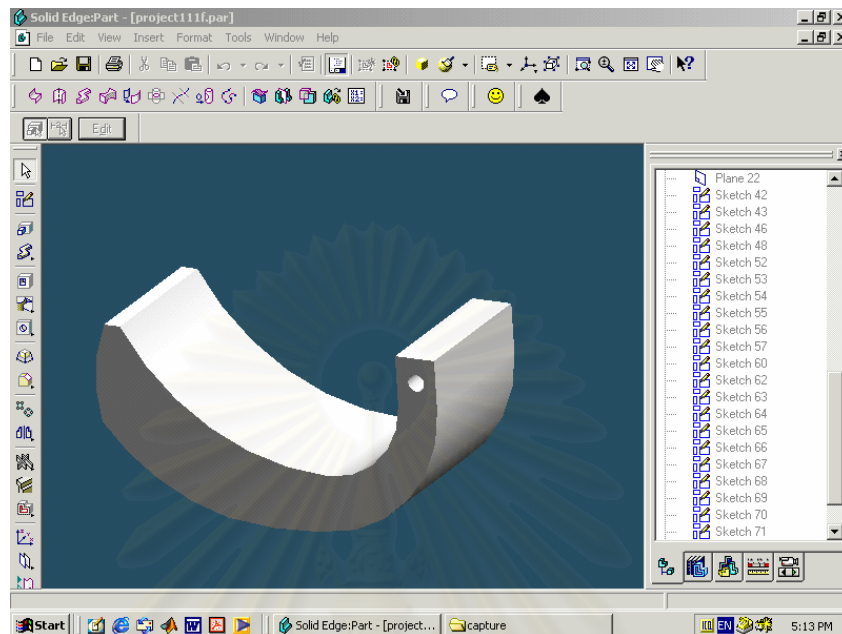 Solid Edge:Part - [project111f.par]
File Edit View Insert Format Tools Window Help
Edit
Plane 22
Sketch 42
Sketch 43
Sketch 46
Sketch 48
Sketch 52
Sketch 53
Sketch 54
Sketch 55
Sketch 56
Sketch 57
Sketch 60
Sketch 62
Sketch 63
Sketch 64
Sketch 65
Sketch 66
Sketch 67
Sketch 68
Sketch 69
Sketch 70
Sketch 71
Start Solid Edge:Part - [project... capture EN 5:13 PM